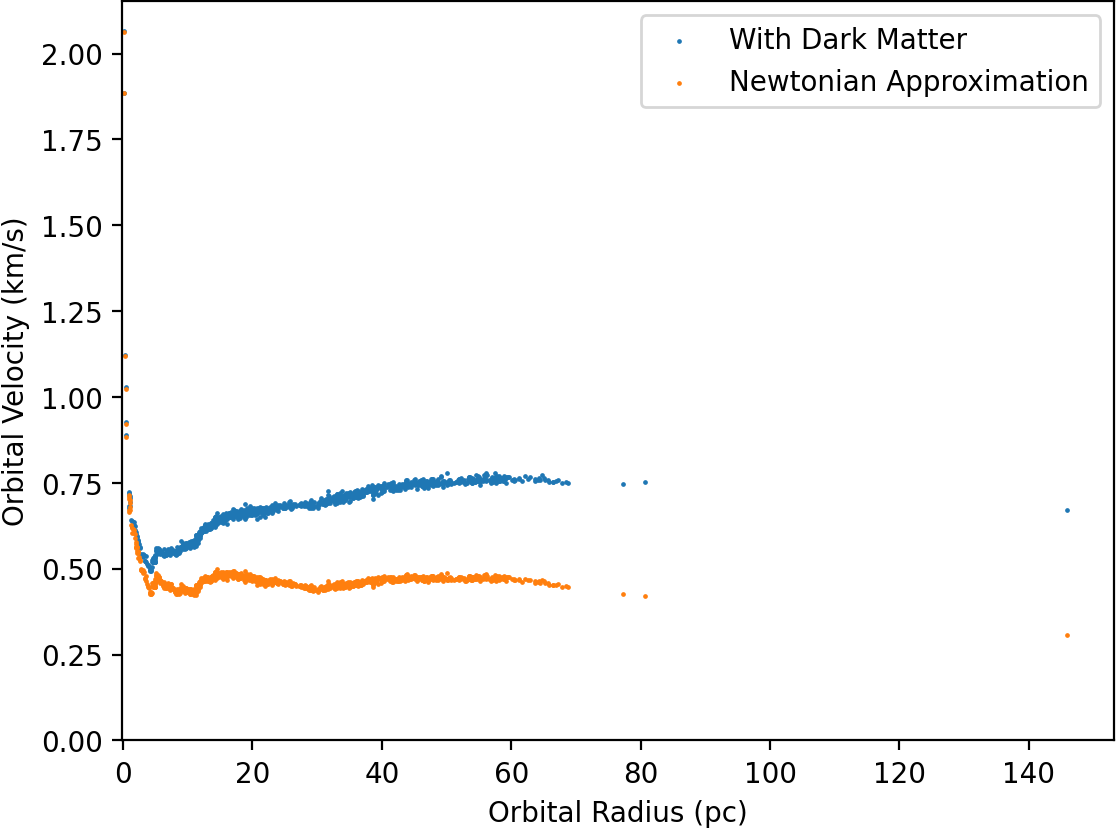 With Dark Matter
Newtonian Approximation
2.00
1.75
1.50
1.25
1.00
0.75
0.50
0.25
0.00
Orbital Velocity (km/s)
0 20 40 60 80 100 120 140
Orbital Radius (pc)